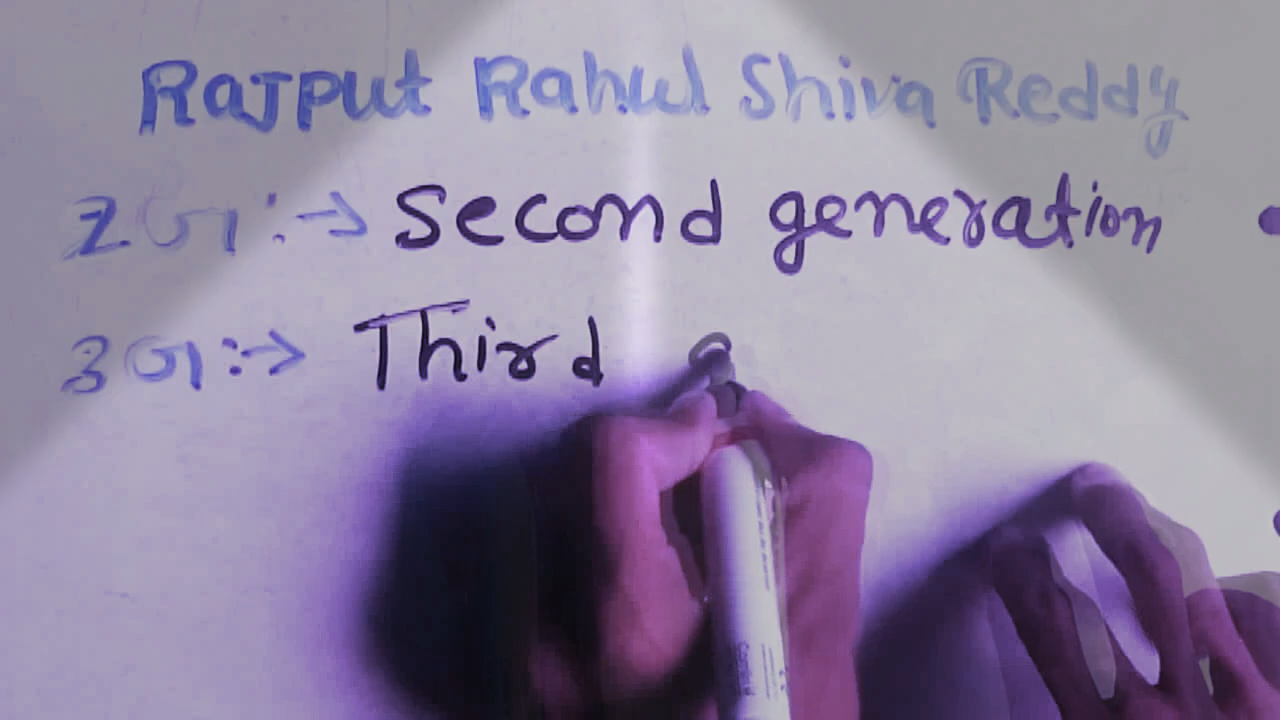 Rajput Rahul Shiva Reddy
2G :→ Second generation
3G :→ Third